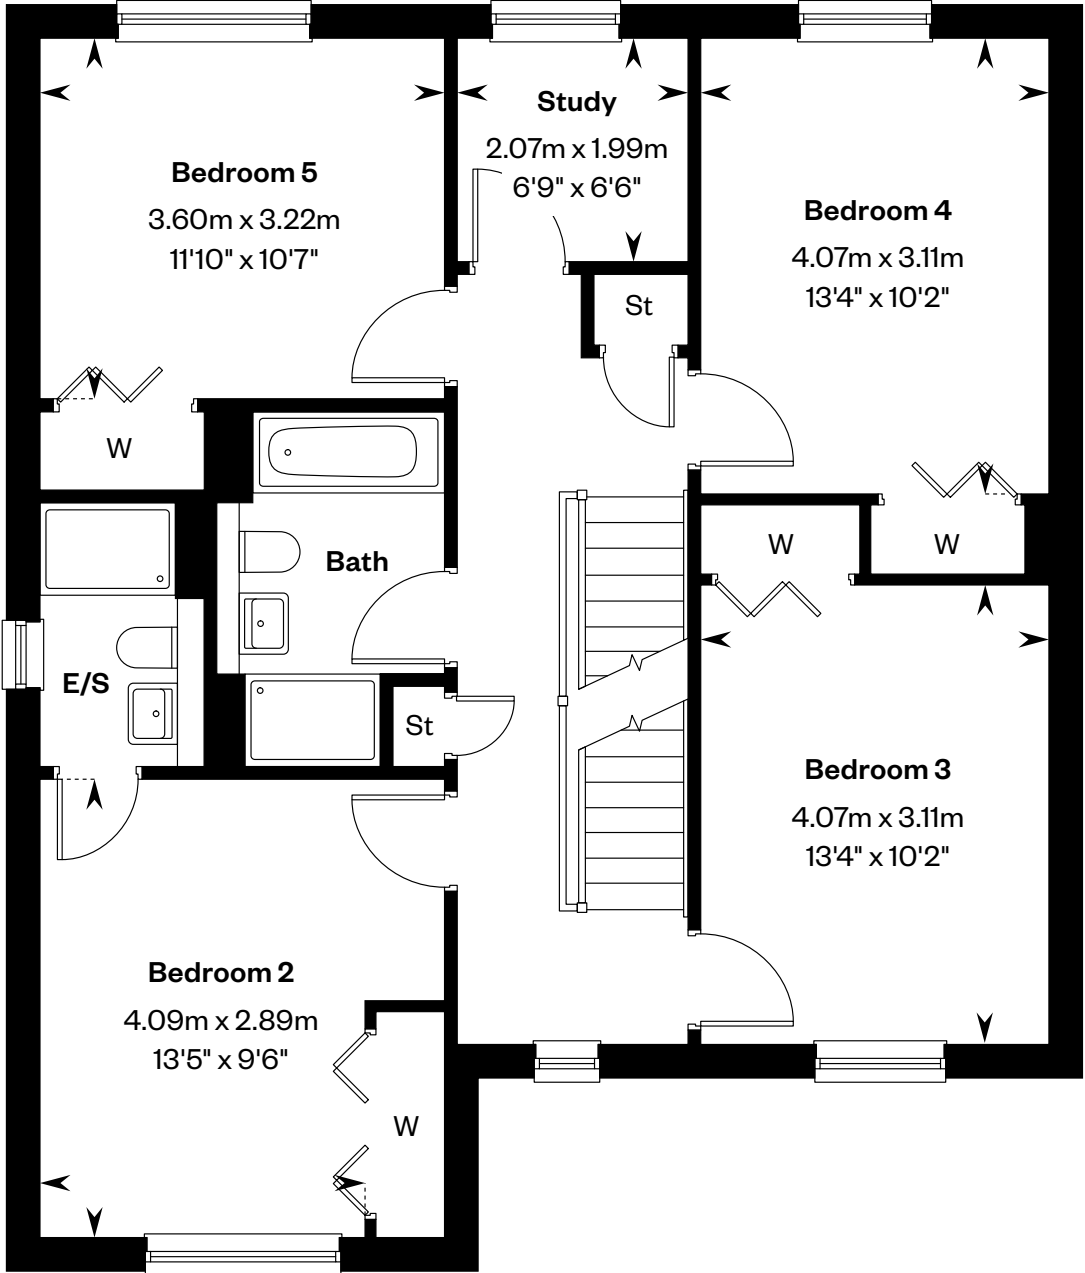 Bedroom 5
3.60m x 3.22m
11'10" x 10'7"
Study
2.07m x 1.99m
6'9" x 6'6"
Bedroom 4
4.07m x 3.11m
13'4" x 10'2"
St
W
Bath
W
W
E/S
St
Bedroom 3
4.07m x 3.11m
13'4" x 10'2"
Bedroom 2
4.09m x 2.89m
13'5" x 9'6"
W